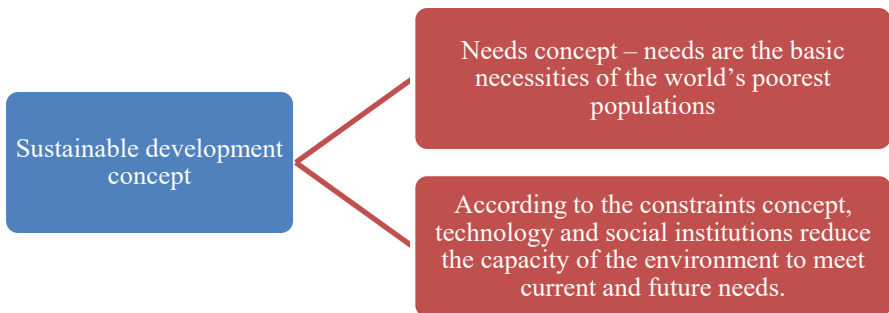 Sustainable development
concept
Needs concept – needs are the basic
necessities of the world’s poorest
populations
According to the constraints concept,
technology and social institutions reduce
the capacity of the environment to meet
current and future needs.